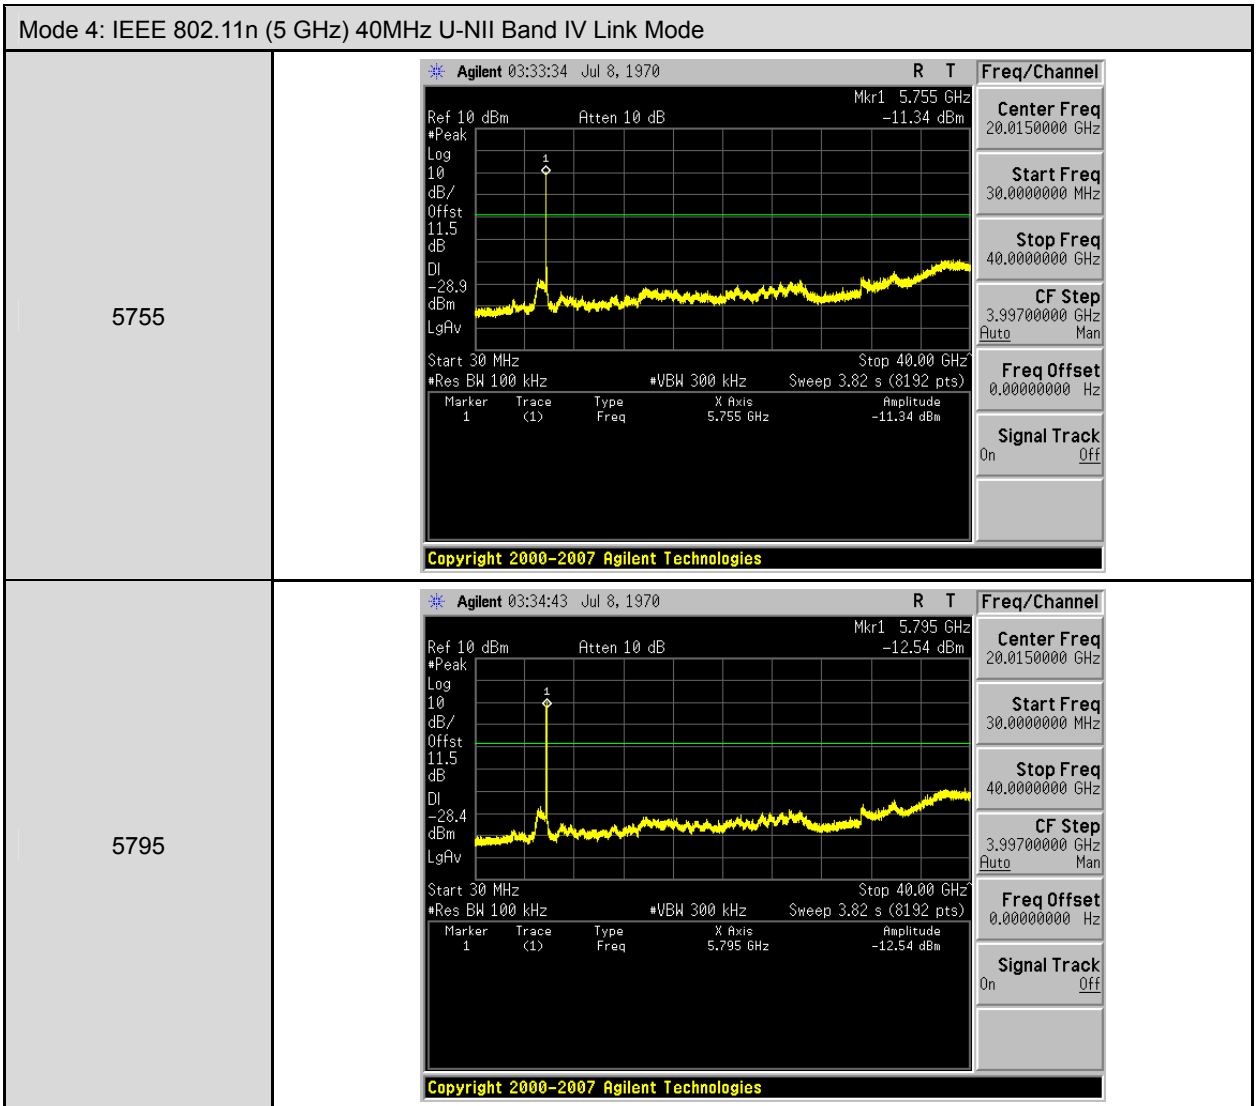 Mode 4: IEEE 802.11n (5 GHz) 40MHz U-NII Band IV Link Mode
5755
Agilent 03:33:34 Jul 8, 1970 R T
Mkr1 5.755 GHz
Ref 10 dBm Atten 10 dB -11.34 dBm
#Peak
Log
10
dB/
Offst
11.5
dB
DI
-28.9
dBm
LgAv
1
Start 30 MHz Stop 40.00 GHz^
#Res BW 100 kHz #VBW 300 kHz Sweep 3.82 s (8192 pts)
Marker Trace Type X Axis Amplitude
1 (1) Freq 5.755 GHz -11.34 dBm
Copyright 2000-2007 Agilent Technologies
Freq/Channel
Center Freq
20.0150000 GHz
Start Freq
30.0000000 MHz
Stop Freq
40.0000000 GHz
CF Step
3.99700000 GHz
Auto Man
Freq Offset
0.00000000 Hz
Signal Track
On Off
5795
Agilent 03:34:43 Jul 8, 1970 R T
Mkr1 5.795 GHz
Ref 10 dBm Atten 10 dB -12.54 dBm
#Peak
Log
10
dB/
Offst
11.5
dB
DI
-28.4
dBm
LgAv
1
Start 30 MHz Stop 40.00 GHz^
#Res BW 100 kHz #VBW 300 kHz Sweep 3.82 s (8192 pts)
Marker Trace Type X Axis Amplitude
1 (1) Freq 5.795 GHz -12.54 dBm
Copyright 2000-2007 Agilent Technologies
Freq/Channel
Center Freq
20.0150000 GHz
Start Freq
30.0000000 MHz
Stop Freq
40.0000000 GHz
CF Step
3.99700000 GHz
Auto Man
Freq Offset
0.00000000 Hz
Signal Track
On Off